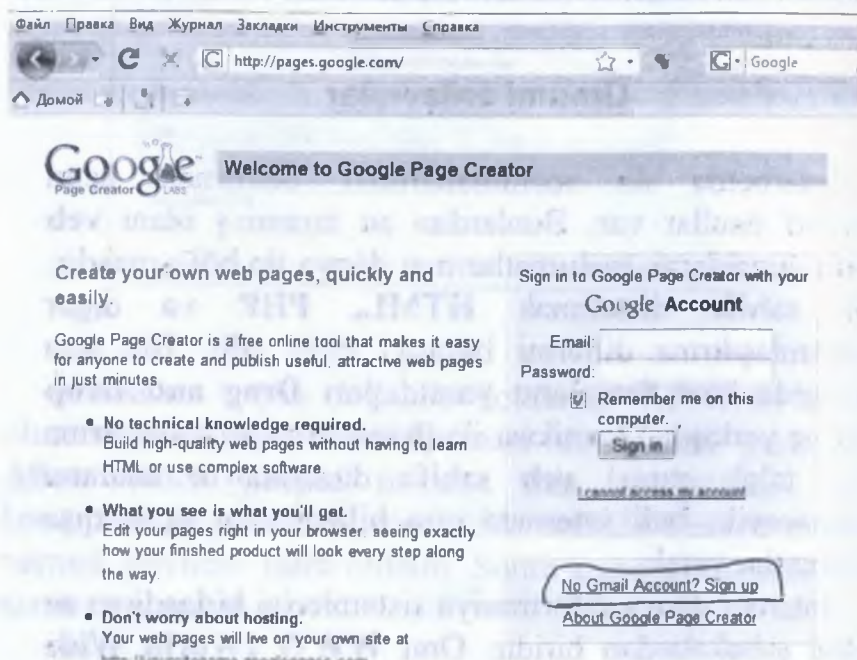 Файл Правка Вид Журнал Закладки Инструменты Справка
http://pages.google.com/
Google
Домой
Google
Page Creator LABS
Welcome to Google Page Creator
Create your own web pages, quickly and
easily.
Google Page Creator is a free online tool that makes it easy
for anyone to create and publish useful, attractive web pages
in just minutes
No technical knowledge required.
Build high-quality web pages without having to learn
HTML or use complex software.
What you see is what you'll get.
Edit your pages right in your browser, seeing exactly
how your finished product will look every step along
the way.
Don't worry about hosting.
Your web pages will live on your own site at
Sign in to Google Page Creator with your
Google Account
Email:
Password:
Remember me on this
computer.
Sign in
I cannot access my account
No Gmail Account? Sign up
About Google Page Creator